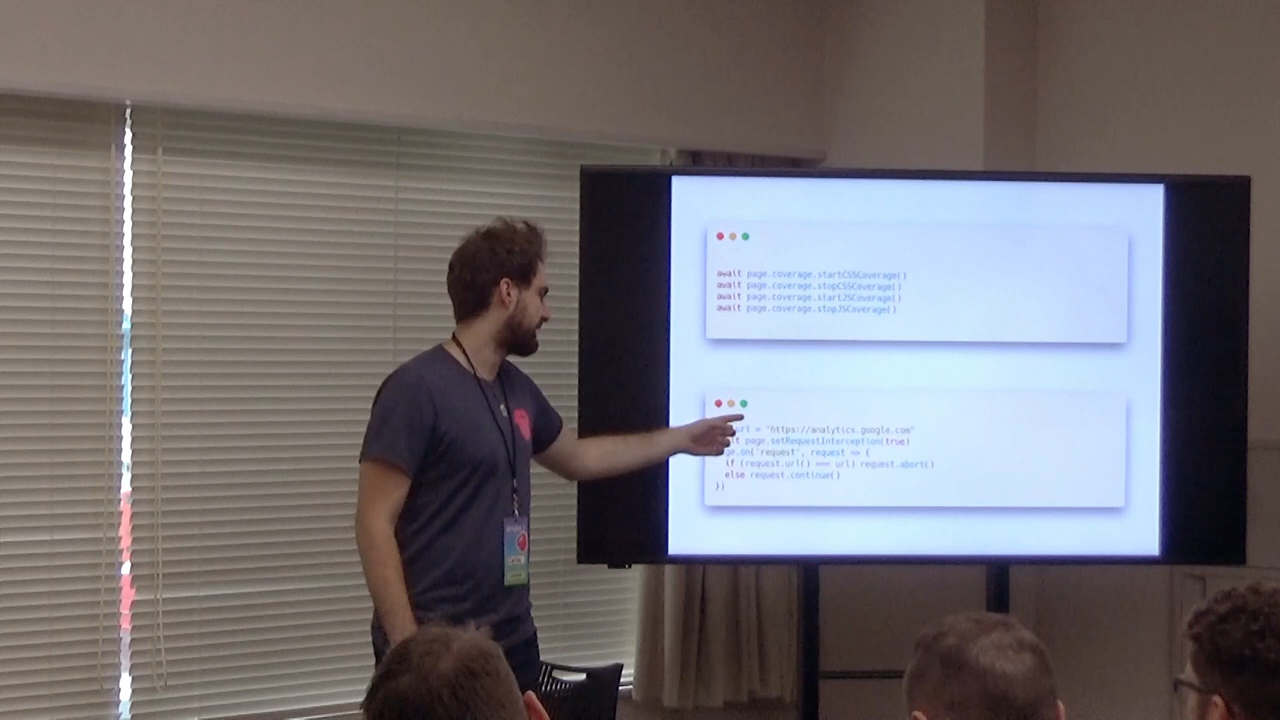 await page.coverage.startCSSCoverage()
await page.coverage.stopCSSCoverage()
await page.coverage.startJSCoverage()
await page.coverage.stopJSCoverage()
url = "https://analytics.google.com"
page.setRequestInterception(true)
.on('request', request => {
if (request.url() === url) request.abort()
else request.continue()
})